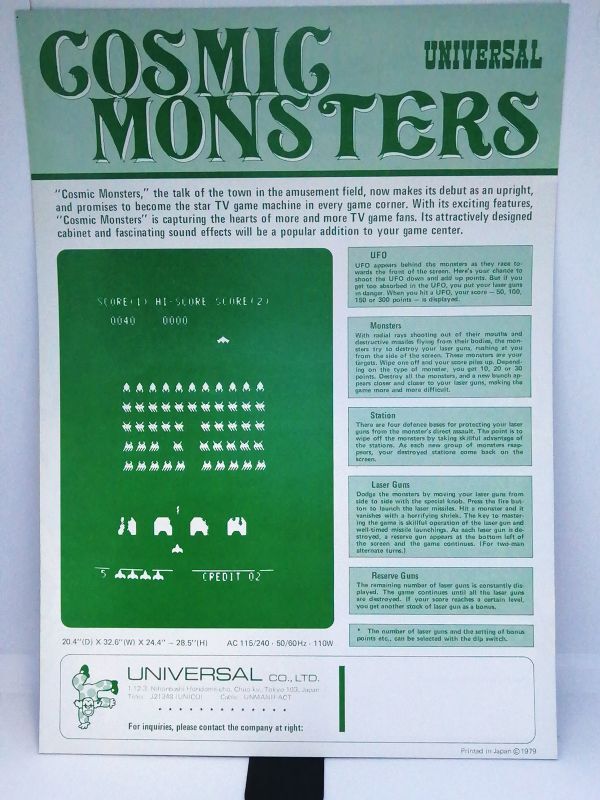 COSMIC
MONSTERS
UNIVERSAL
"Cosmic Monsters," the talk of the town in the amusement field, now makes its debut as an upright,
and promises to become the star TV game machine in every game corner. With its exciting features,
"Cosmic Monsters" is capturing the hearts of more and more TV game fans. Its attractively designed
cabinet and fascinating sound effects will be a popular addition to your game center.
SCORE(1) HI-SCORE SCORE(2)
0040 0000
5
CREDIT 02
20.4"(D) X 32.6"(W) X 24.4" ~ 28.5"(H) AC 115/240 · 50/60Hz · 110W
UFO
UFO appears behind the monsters as they race to-
wards the front of the screen. Here's your chance to
shoot the UFO down and add up points. But if you
get too absorbed in the UFO, you put your laser guns
in danger. When you hit a UFO, your score — 50, 100,
150 or 300 points — is displayed.
Monsters
With radial rays shooting out of their mouths and
destructive missiles flying from their bodies, the mon-
sters try to destroy your laser guns, rushing at you
from the side of the screen. These monsters are your
targets. Wipe one off and your score piles up. Depend-
ing on the type of monster, you get 10, 20 or 30
points. Destroy all the monsters, and a new bunch ap-
pears closer and closer to your laser guns, making the
game more and more difficult.
Station
There are four defence bases for protecting your laser
guns from the monster's direct assault. The point is to
wipe off the monsters by taking skillful advantage of
the stations. As each new group of monsters reap-
pears, your destroyed stations come back on the
screen.
Laser Guns
Dodge the monsters by moving your laser guns from
side to side with the special knob. Press the fire but-
ton to launch the laser missiles. Hit a monster and it
vanishes with a horrifying shriek. The key to master-
ing the game is skillful operation of the laser gun and
well-timed missile launchings. As each laser gun is de-
stroyed, a reserve gun appears at the bottom left of
the screen and the game continues. (For two-man
alternate turns.)
Reserve Guns
The remaining number of laser guns is constantly dis-
played. The game continues until all the laser guns
are destroyed. If your score reaches a certain level,
you get another stock of laser gun as a bonus.
* The number of laser guns and the setting of bonus
points etc., can be selected with the dip switch.
UNIVERSAL CO., LTD.
1-12-3, Nihonbashi Horidome-cho, Chuo-ku, Tokyo 103, Japan
Telex: J21248 (UNICO) Cable: UNIMANUFACT
For inquiries, please contact the company at right:
Printed in Japan ©1979